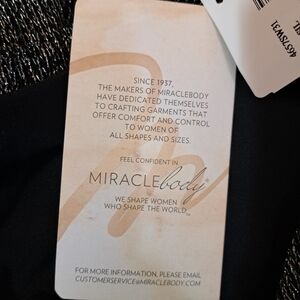 SINCE 1937,
THE MAKERS OF MIRACLEBODY
HAVE DEDICATED THEMSELVES
TO CRAFTING GARMENTS THAT
OFFER COMFORT AND CONTROL
TO WOMEN OF
ALL SHAPES AND SIZES.
FEEL CONFIDENT IN
MIRACLEbody®
WE SHAPE WOMEN
WHO SHAPE THE WORLD™
FOR MORE INFORMATION, PLEASE EMAIL
CUSTOMERSERVICE@MIRACLEBODY.COM